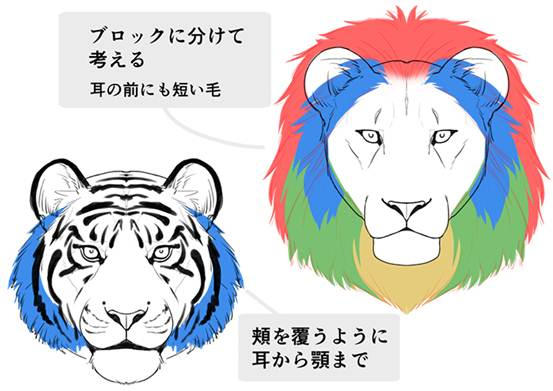 ブロックに分けて
考える
耳の前にも短い毛
頬を覆うように
耳から顎まで